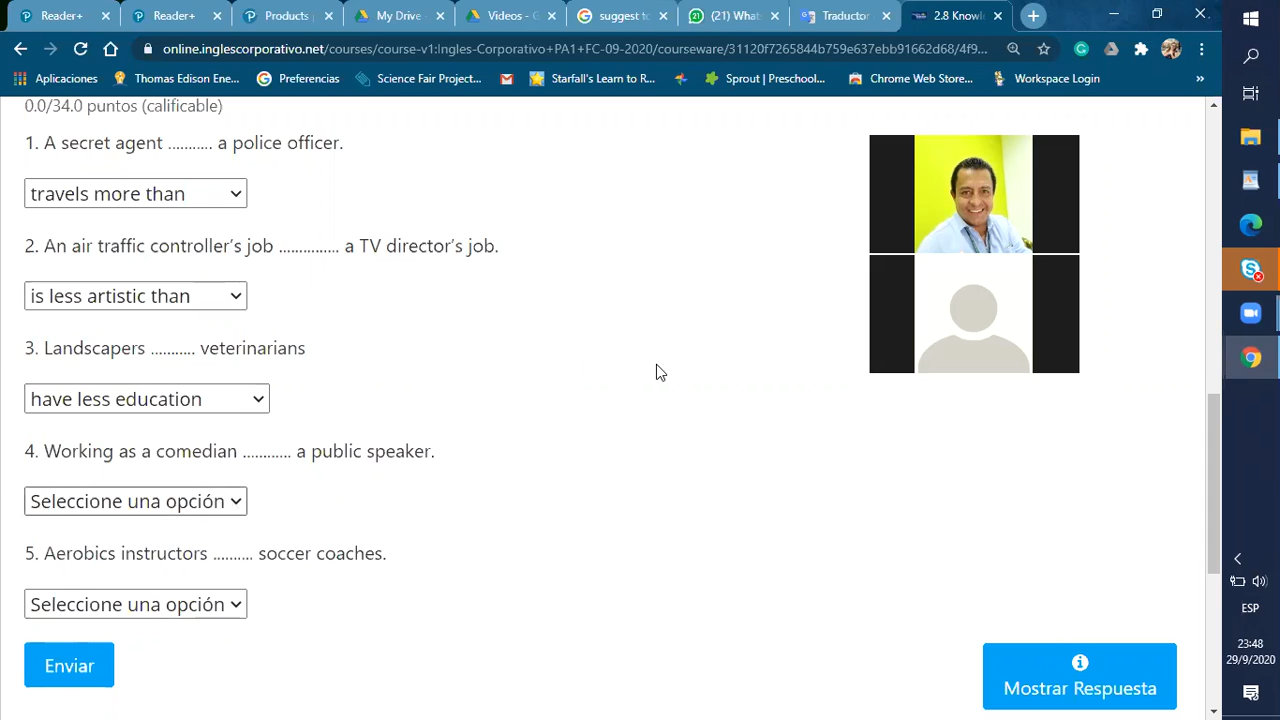 Reader+
Reader+
Products
My Drive -
Videos - G
suggest to
(21) Whats
Traductor
2.8 Knowl
online.inglescorporativo.net/courses/course-v1:Ingles-Corporativo+PA1+FC-09-2020/courseware/31120f7265844b759e637ebb91662d68/4f9...
Aplicaciones
Thomas Edison Ene...
Preferencias
Science Fair Project...
Starfall's Learn to R...
Sprout | Preschool...
Chrome Web Store...
Workspace Login
»
0.0/34.0 puntos (calificable)
1. A secret agent ........... a police officer.
travels more than
2. An air traffic controller's job ............... a TV director's job.
is less artistic than
3. Landscapers ........... veterinarians
have less education
4. Working as a comedian ............ a public speaker.
Seleccione una opción
5. Aerobics instructors .......... soccer coaches.
Seleccione una opción
Enviar
Mostrar Respuesta
ESP
23:48
29/9/2020